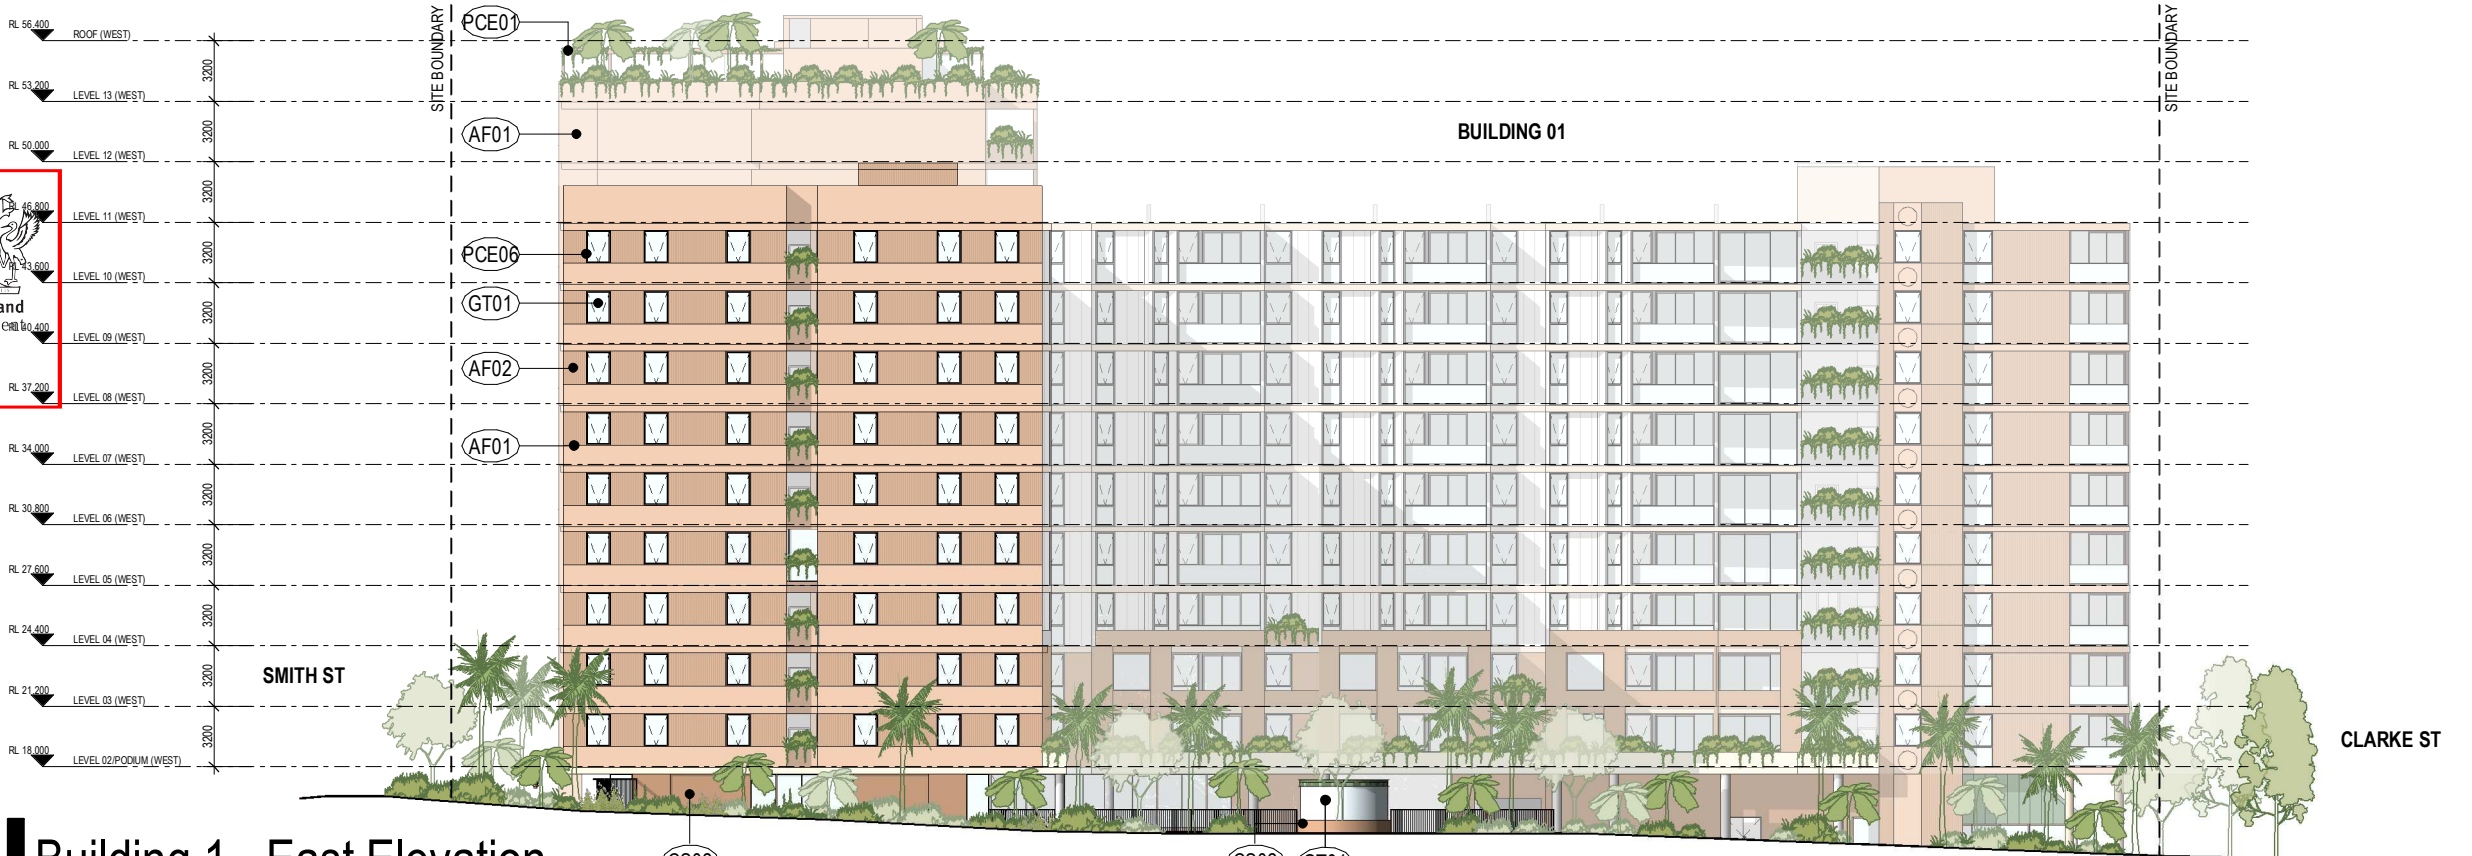 RL 56,400
ROOF (WEST)
SITE BOUNDARY
PCE01
SITE BOUNDARY
3200
RL 53,200
LEVEL 13 (WEST)
3200
AF01
BUILDING 01
RL 50,000
LEVEL 12 (WEST)
3200
RL 46,800
LEVEL 11 (WEST)
3200
PCE06
RL 43,600
LEVEL 10 (WEST)
3200
GT01
RL 40,400
LEVEL 09 (WEST)
3200
AF02
RL 37,200
LEVEL 08 (WEST)
3200
AF01
RL 34,000
LEVEL 07 (WEST)
3200
RL 30,800
LEVEL 06 (WEST)
3200
RL 27,600
LEVEL 05 (WEST)
3200
RL 24,400
LEVEL 04 (WEST)
3200
SMITH ST
RL 21,200
LEVEL 03 (WEST)
3200
CLARKE ST
RL 18,000
LEVEL 02/PODIUM (WEST)
Building 1 East Elevation